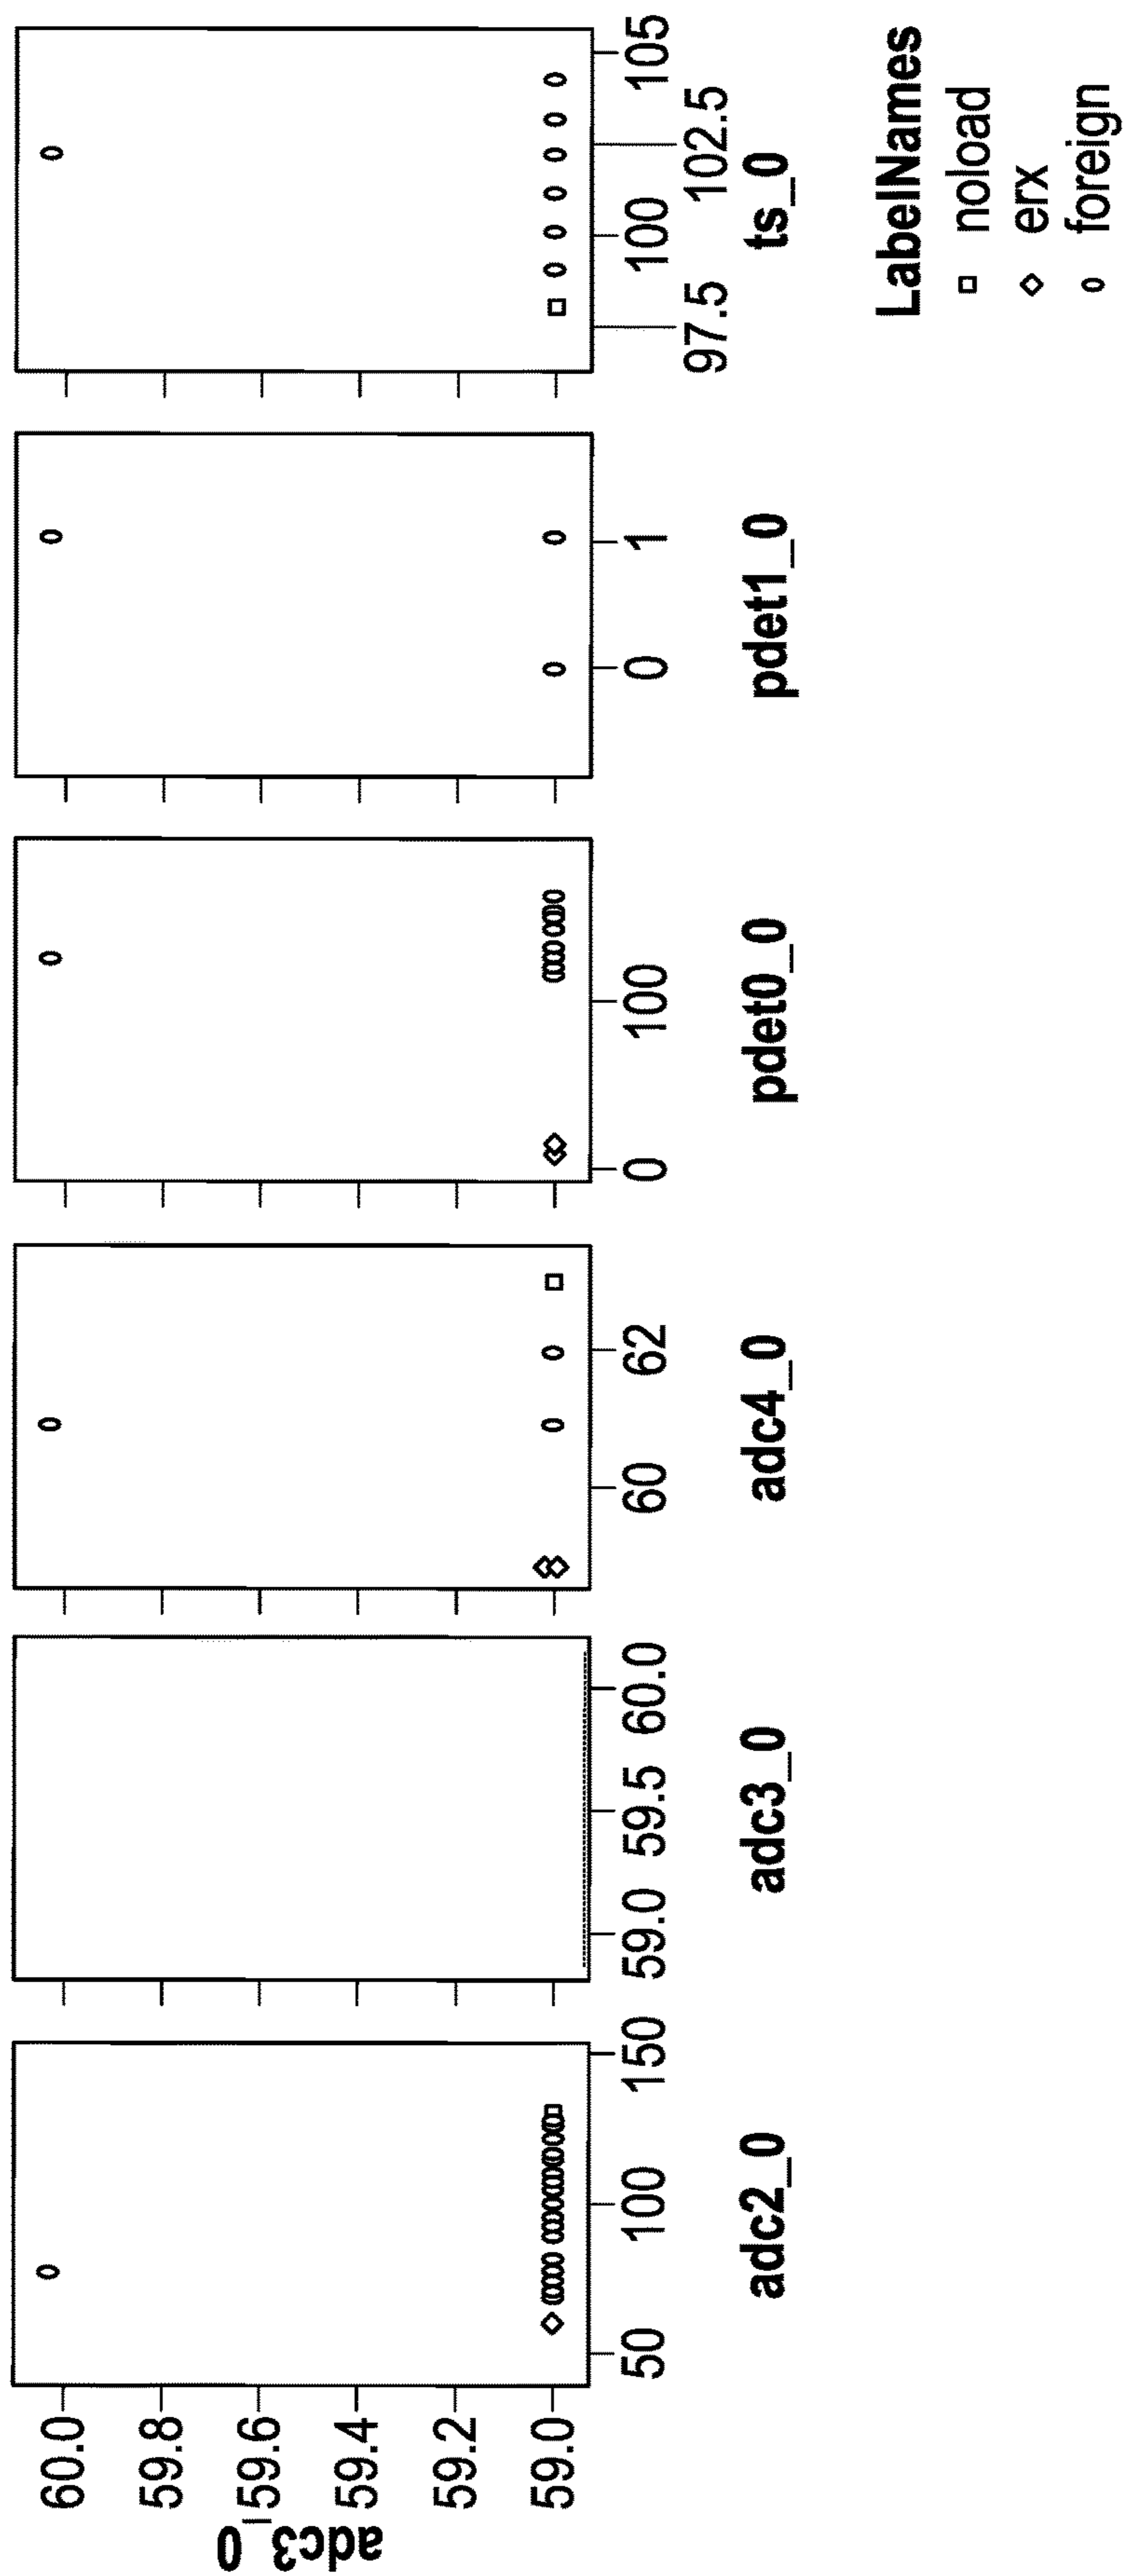 adc3_0
60.0
59.8
59.6
59.4
59.2
59.0
50 100 150
adc2_0
59.0 59.5 60.0
adc3_0
60 62
adc4_0
0 100
pdet0_0
0 1
pdet1_0
97.5 100 102.5 105
ts_0
LabelNames
noload
erx
foreign